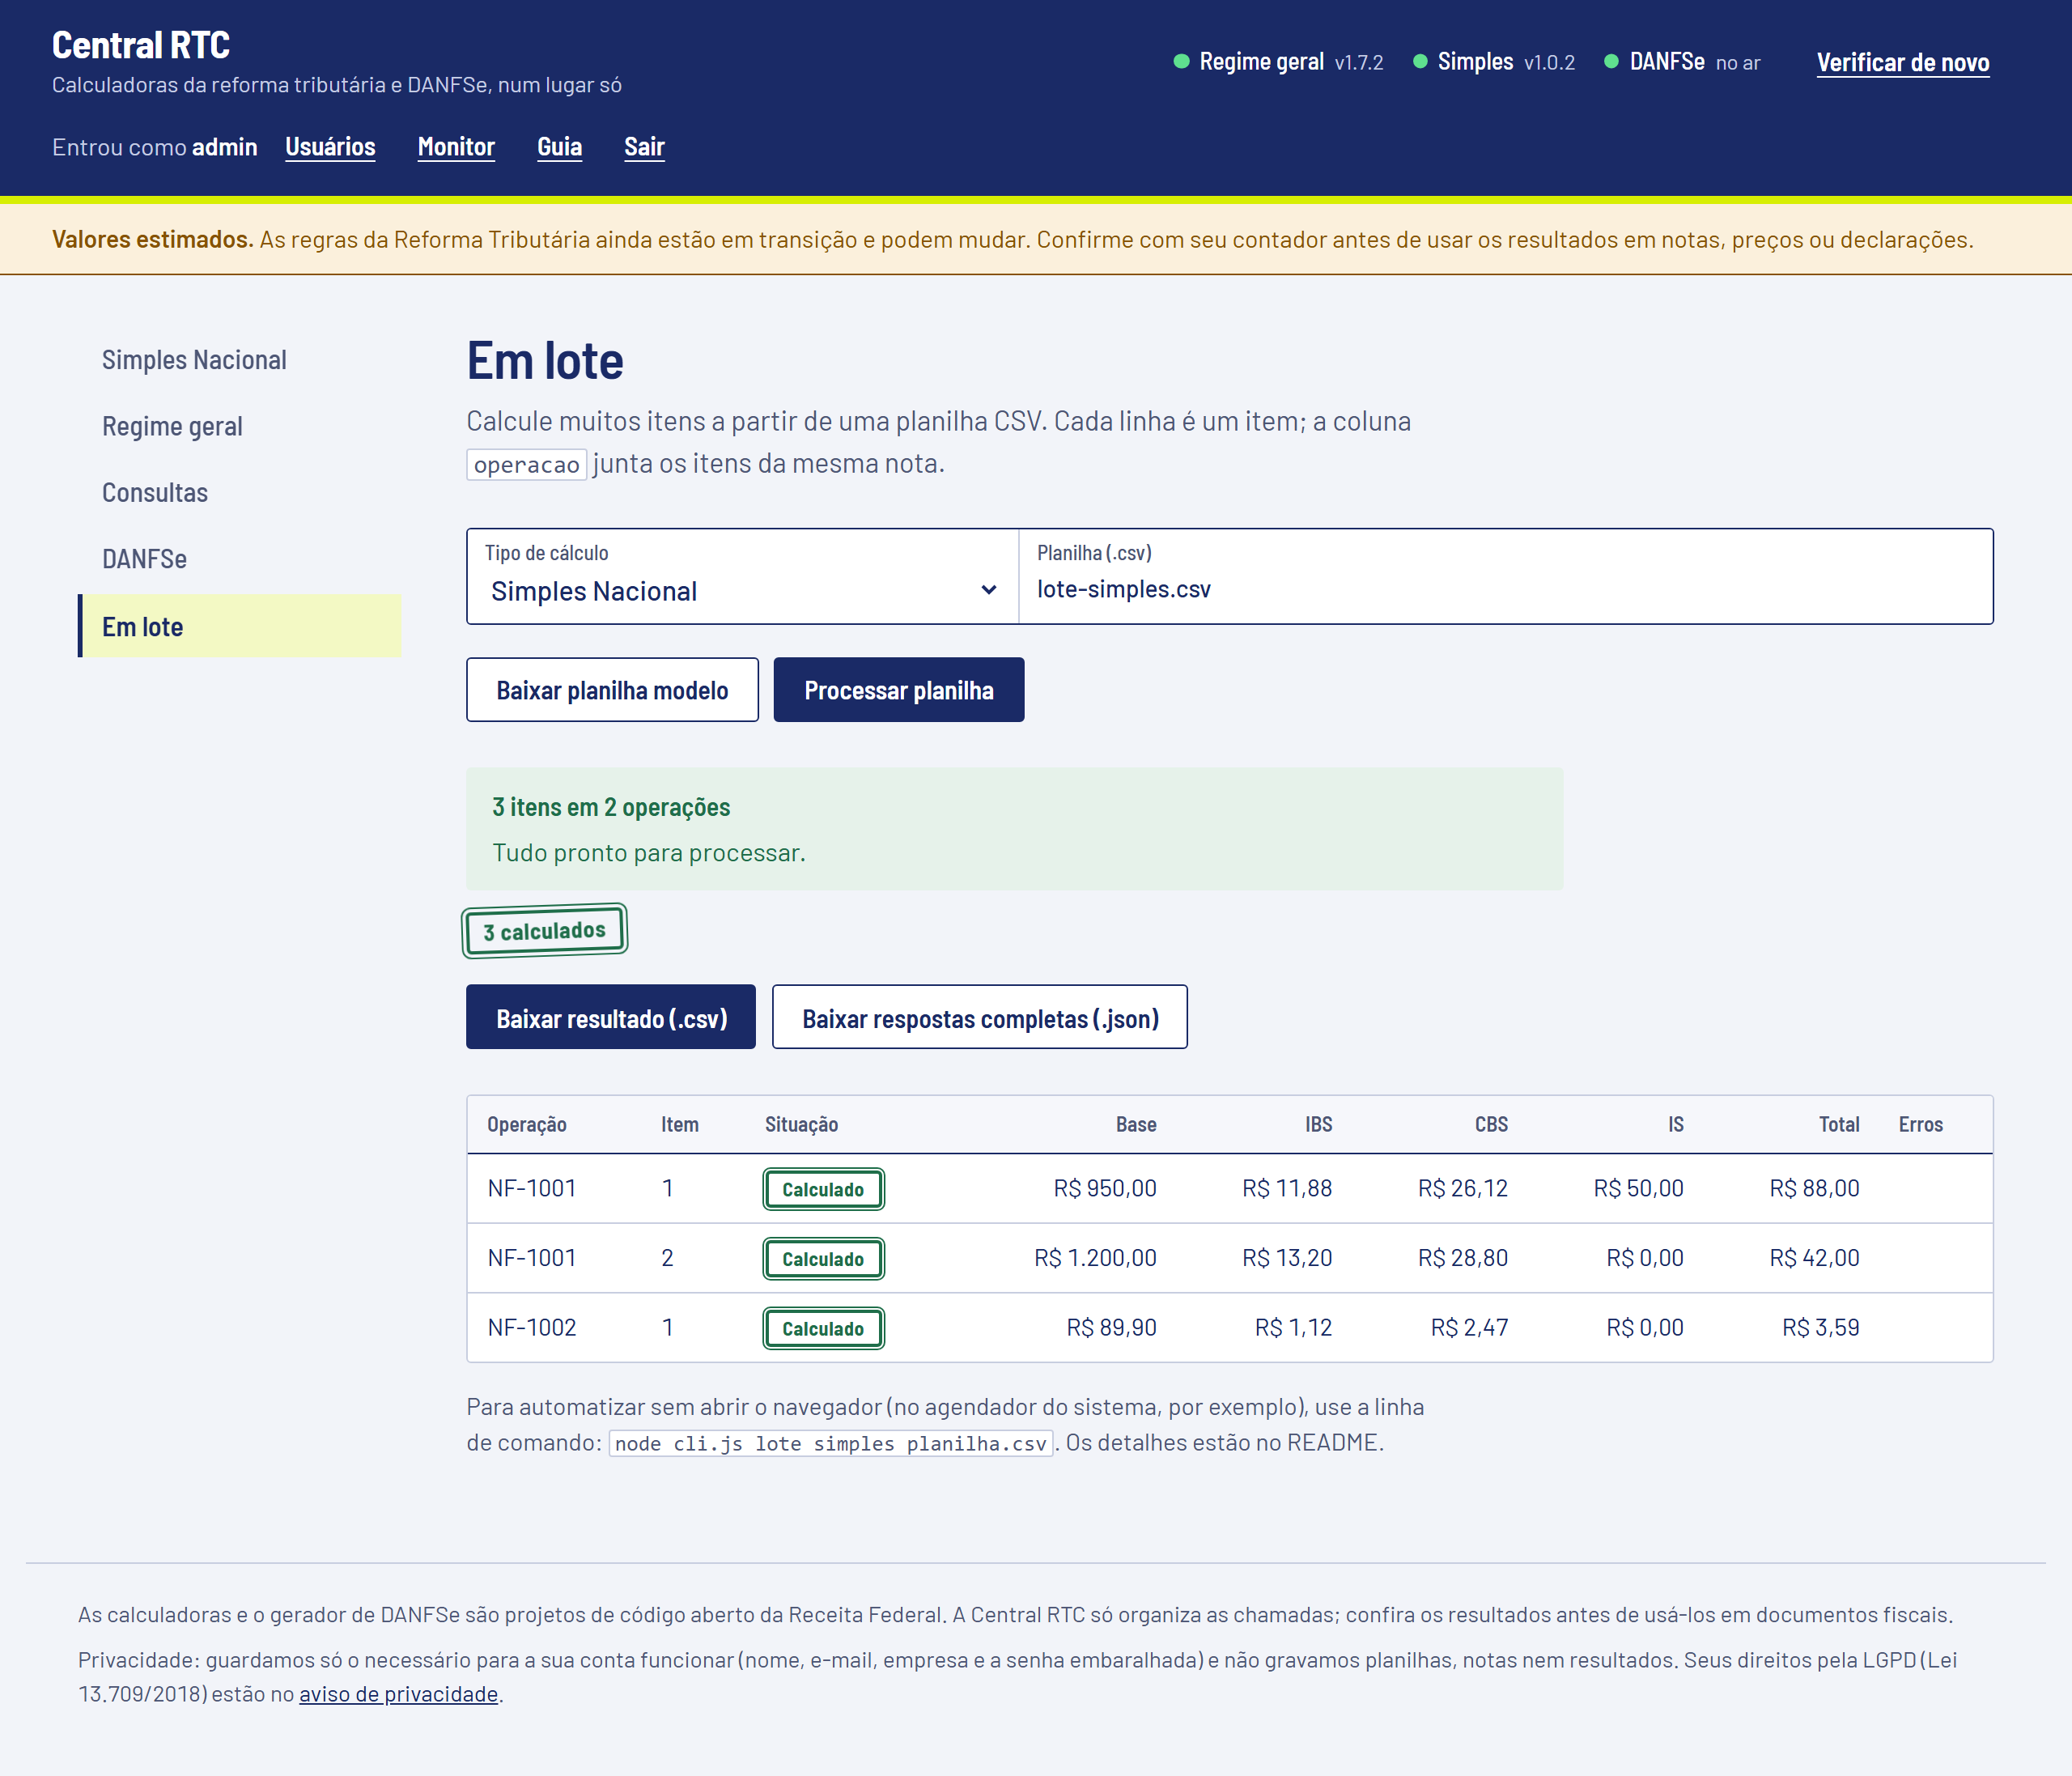 Central RTC
Calculadoras da reforma tributária e DANFSe, num lugar só
Regime geral v1.7.2 Simples v1.0.2 DANFSe no ar Verificar de novo
Entrou como admin Usuários Monitor Guia Sair
Valores estimados. As regras da Reforma Tributária ainda estão em transição e podem mudar. Confirme com seu contador antes de usar os resultados em notas, preços ou declarações.
Simples Nacional
Regime geral
Consultas
DANFSe
Em lote
Em lote
Calcule muitos itens a partir de uma planilha CSV. Cada linha é um item; a coluna
operacao junta os itens da mesma nota.
Tipo de cálculo
Simples Nacional
Planilha (.csv)
lote-simples.csv
Baixar planilha modelo Processar planilha
3 itens em 2 operações
Tudo pronto para processar.
3 calculados
Baixar resultado (.csv) Baixar respostas completas (.json)
Operação Item Situação Base IBS CBS IS Total Erros
NF-1001 1 Calculado R$ 950,00 R$ 11,88 R$ 26,12 R$ 50,00 R$ 88,00
NF-1001 2 Calculado R$ 1.200,00 R$ 13,20 R$ 28,80 R$ 0,00 R$ 42,00
NF-1002 1 Calculado R$ 89,90 R$ 1,12 R$ 2,47 R$ 0,00 R$ 3,59
Para automatizar sem abrir o navegador (no agendador do sistema, por exemplo), use a linha
de comando: node cli.js lote simples planilha.csv. Os detalhes estão no README.
As calculadoras e o gerador de DANFSe são projetos de código aberto da Receita Federal. A Central RTC só organiza as chamadas; confira os resultados antes de usá-los em documentos fiscais.
Privacidade: guardamos só o necessário para a sua conta funcionar (nome, e-mail, empresa e a senha embaralhada) e não gravamos planilhas, notas nem resultados. Seus direitos pela LGPD (Lei
13.709/2018) estão no aviso de privacidade.